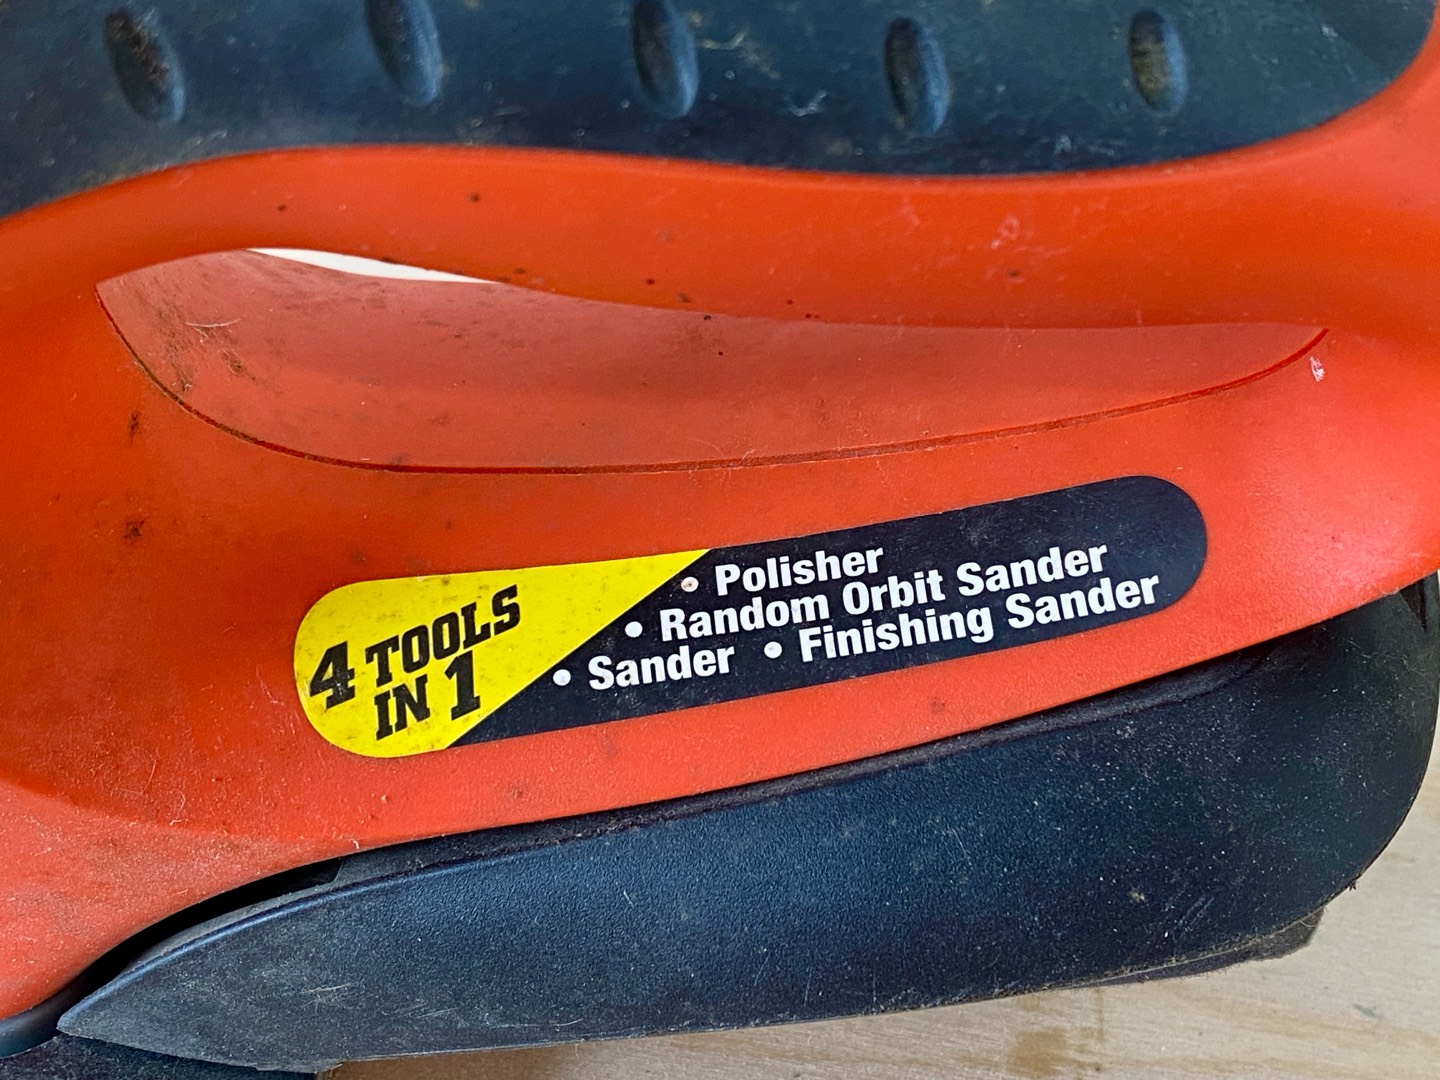 4 TOOLS
IN 1
• Polisher
• Random Orbit Sander
• Sander • Finishing Sander